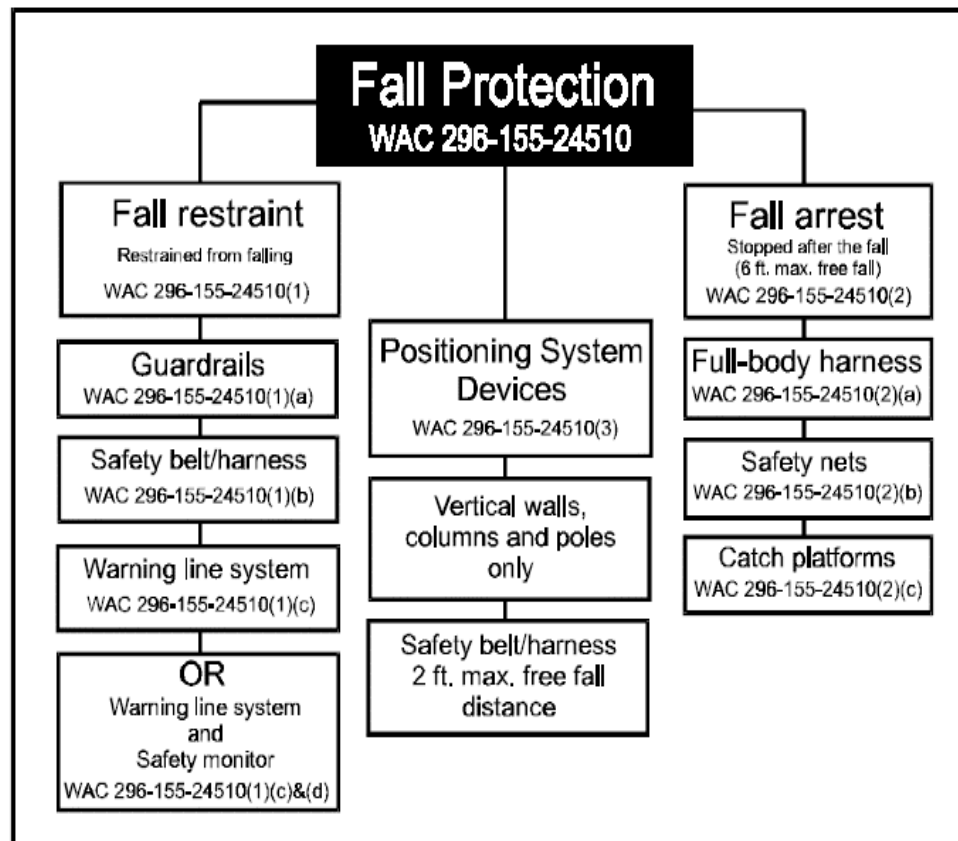 Fall Protection
WAC 296-155-24510
Fall restraint
Restrained from falling
WAC 296-155-24510(1)
Guardrails
WAC 296-155-24510(1)(a)
Safety belt/harness
WAC 296-155-24510(1)(b)
Warning line system
WAC 296-155-24510(1)(c)
OR
Warning line system
and
Safety monitor
WAC 296-155-24510(1)(c)&(d)
Positioning System
Devices
WAC 296-155-24510(3)
Vertical walls,
columns and poles
only
Safety belt/harness
2 ft. max. free fall
distance
Fall arrest
Stopped after the fall
(6 ft. max. free fall)
WAC 296-155-24510(2)
Full-body harness
WAC 296-155-24510(2)(a)
Safety nets
WAC 296-155-24510(2)(b)
Catch platforms
WAC 296-155-24510(2)(c)